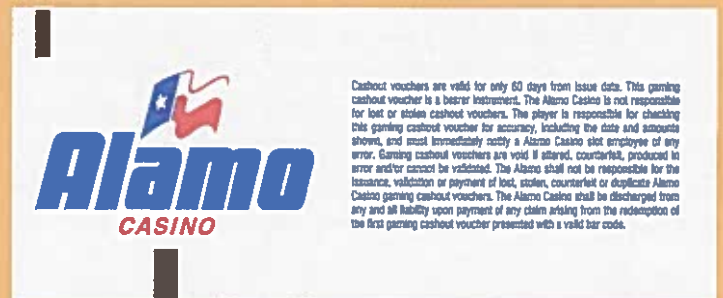 Alamo
CASINO
Cashout vouchers are valid for only 60 days from issue date. This gaming
cashout voucher is a bearer instrument. The Alamo Casino is not responsible
for lost or stolen cashout vouchers. The player is responsible for checking
this gaming cashout voucher for accuracy, including the date and amounts
shown, and must immediately notify a Alamo Casino slot employee of any
error. Gaming cashout vouchers are void if altered, counterfeit, produced in
error and/or cannot be validated. The Alamo shall not be responsible for the
issuance, validation or payment of lost, stolen, counterfeit or duplicate Alamo
Casino gaming cashout vouchers. The Alamo Casino shall be discharged from
any and all liability upon payment of any claim arising from the redemption of
the first gaming cashout voucher presented with a valid bar code.